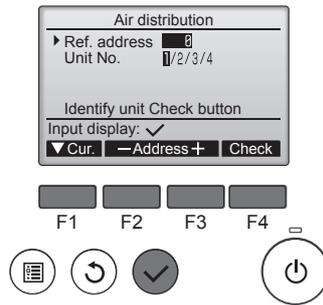 Air distribution
Ref. address 0
Unit No. 1/2/3/4
Identify unit Check button
Input display: ✓
▼Cur. －Address＋ Check
F1 F2 F3 F4